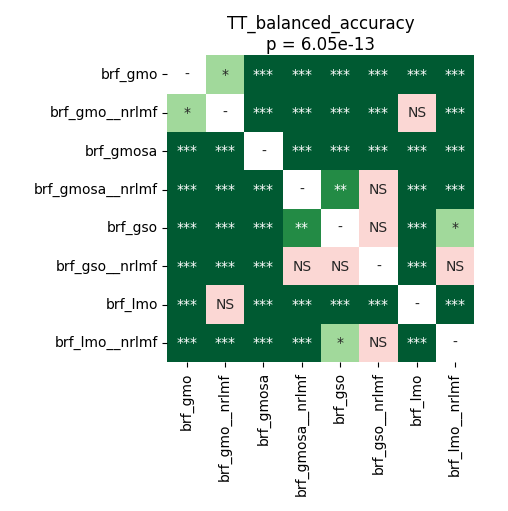 TT_balanced_accuracy
p = 6.05e-13
brf_gmo - * *** *** *** *** *** ***
brf_gmo__nrlmf * - *** *** *** *** NS ***
brf_gmosa *** *** - *** *** *** *** ***
brf_gmosa__nrlmf *** *** *** - ** NS *** ***
brf_gso *** *** *** ** - NS *** *
brf_gso__nrlmf *** *** *** NS NS - *** NS
brf_lmo *** NS *** *** *** *** - ***
brf_lmo__nrlmf *** *** *** *** * NS *** -
brf_gmo
brf_gmo__nrlmf
brf_gmosa
brf_gmosa__nrlmf
brf_gso
brf_gso__nrlmf
brf_lmo
brf_lmo__nrlmf